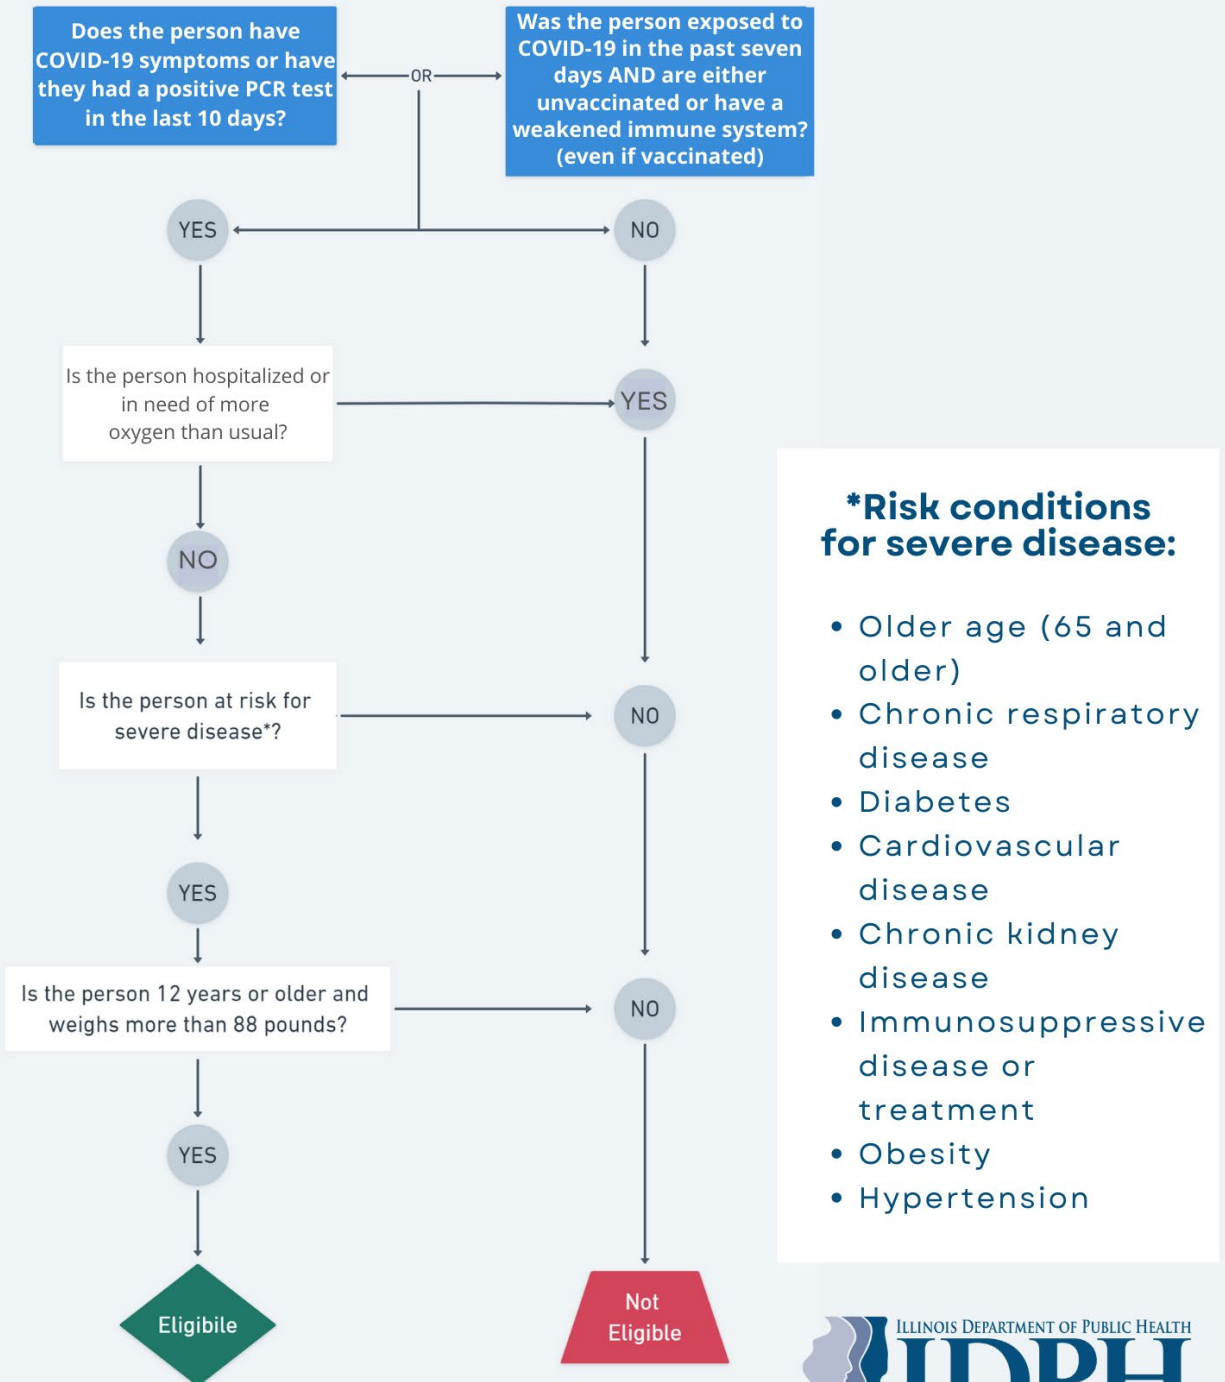 Does the person have
COVID-19 symptoms or have
they had a positive PCR test
in the last 10 days?
OR
Was the person exposed to
COVID-19 in the past seven
days AND are either
unvaccinated or have a
weakened immune system?
(even if vaccinated)
YES
NO
Is the person hospitalized or
in need of more
oxygen than usual?
YES
NO
Is the person at risk for
severe disease*?
NO
YES
Is the person 12 years or older and
weighs more than 88 pounds?
NO
YES
Eligibile
Not
Eligible
*Risk conditions
for severe disease:
• Older age (65 and
older)
• Chronic respiratory
disease
• Diabetes
• Cardiovascular
disease
• Chronic kidney
disease
• Immunosuppressive
disease or
treatment
• Obesity
• Hypertension
ILLINOIS DEPARTMENT OF PUBLIC HEALTH
IDPH